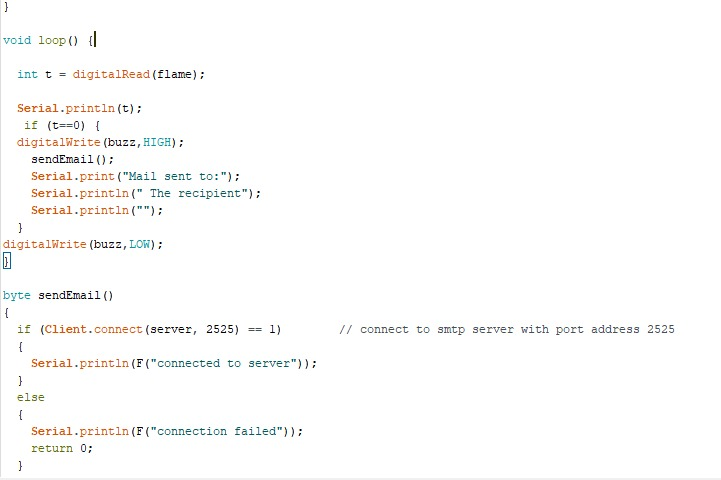 }
void loop() {
int t = digitalRead(flame);
Serial.println(t);
if (t==0) {
digitalWrite(buzz,HIGH);
sendEmail();
Serial.print("Mail sent to:");
Serial.println(" The recipient");
Serial.println("");
}
digitalWrite(buzz,LOW);
}
byte sendEmail()
{
if (Client.connect(server, 2525) == 1) // connect to smtp server with port address 2525
{
Serial.println(F("connected to server"));
}
else
{
Serial.println(F("connection failed"));
return 0;
}